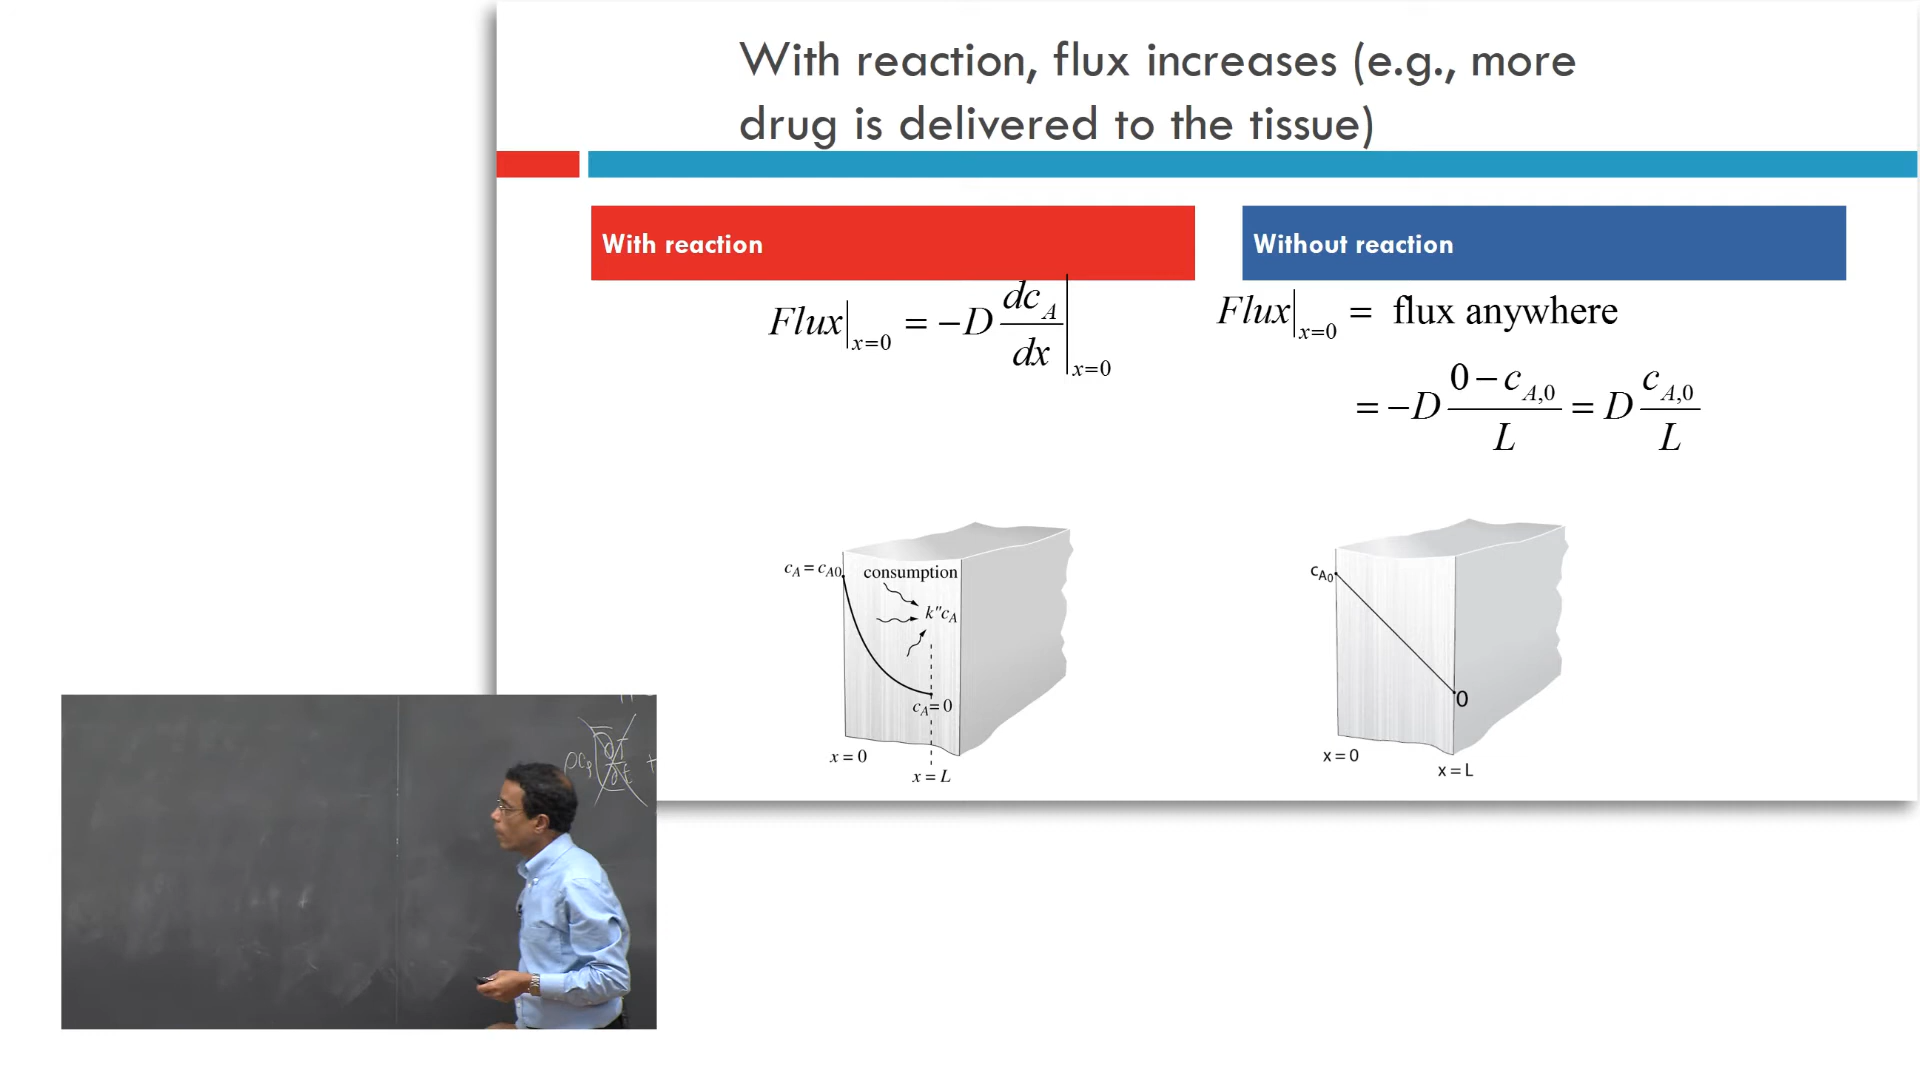 With reaction, flux increases (e.g., more
drug is delivered to the tissue)
With reaction
Flux|x=0 = −D dcA/dx|x=0
cA = cA0
consumption
k"cA
cA= 0
x = 0
x = L
Without reaction
Flux|x=0 = flux anywhere
= −D (0 − cA,0)/L = D cA,0/L
cA0
0
x = 0
x = L